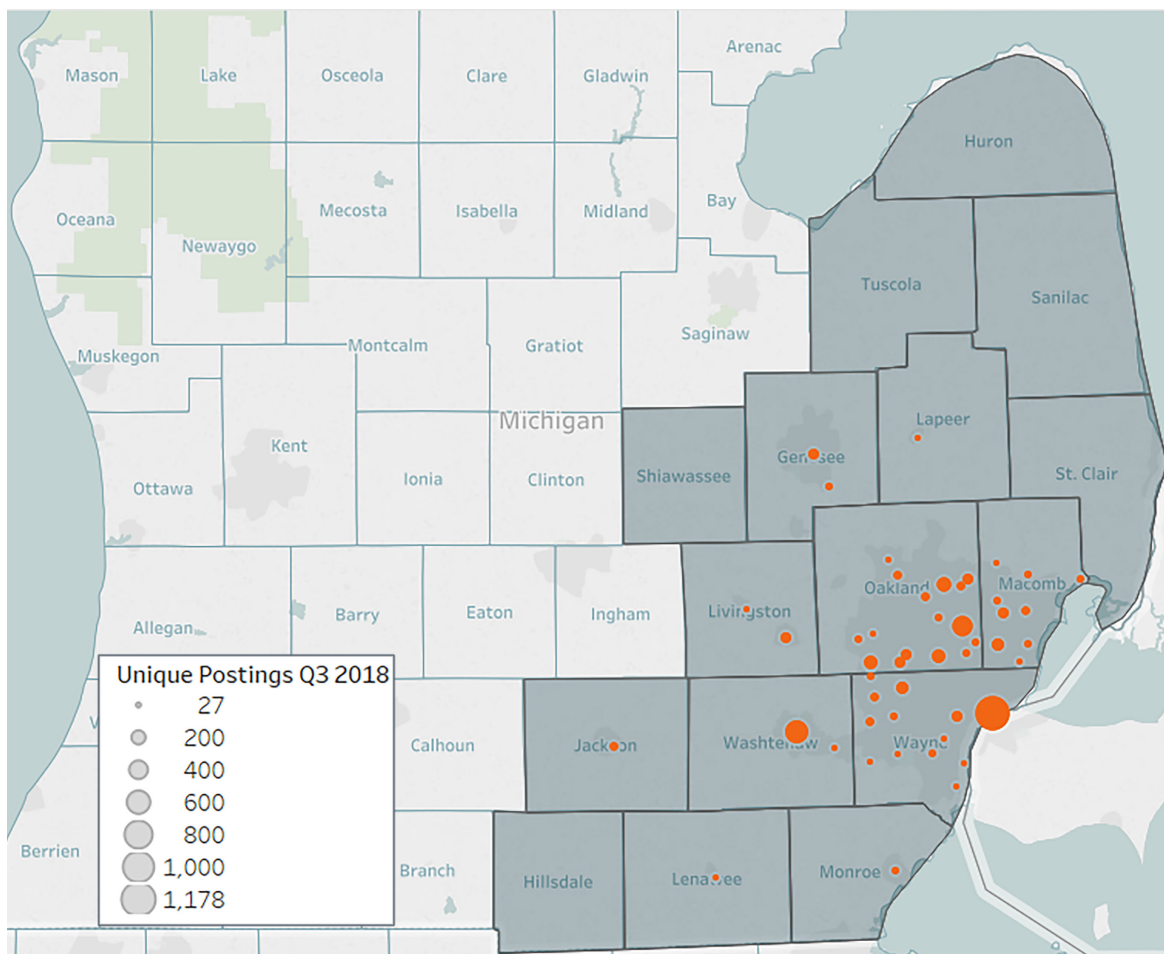 Arenac
Mason
Lake
Osceola
Clare
Gladwin
Huron
Oceana
Newaygo
Mecosta
Isabella
Midland
Bay
Tuscola
Sanilac
Muskegon
Montcalm
Gratiot
Saginaw
Michigan
Lapeer
Kent
Ottawa
Ionia
Clinton
Shiawassee
St. Clair
Allegan
Barry
Eaton
Ingham
Oakland
Macomb
Calhoun
Washtenaw
Wayne
Berrien
Branch
Hillsdale
Lenawee
Monroe
Genesee
Livingston
Jackson
Unique Postings Q3 2018
27
200
400
600
800
1,000
1,178